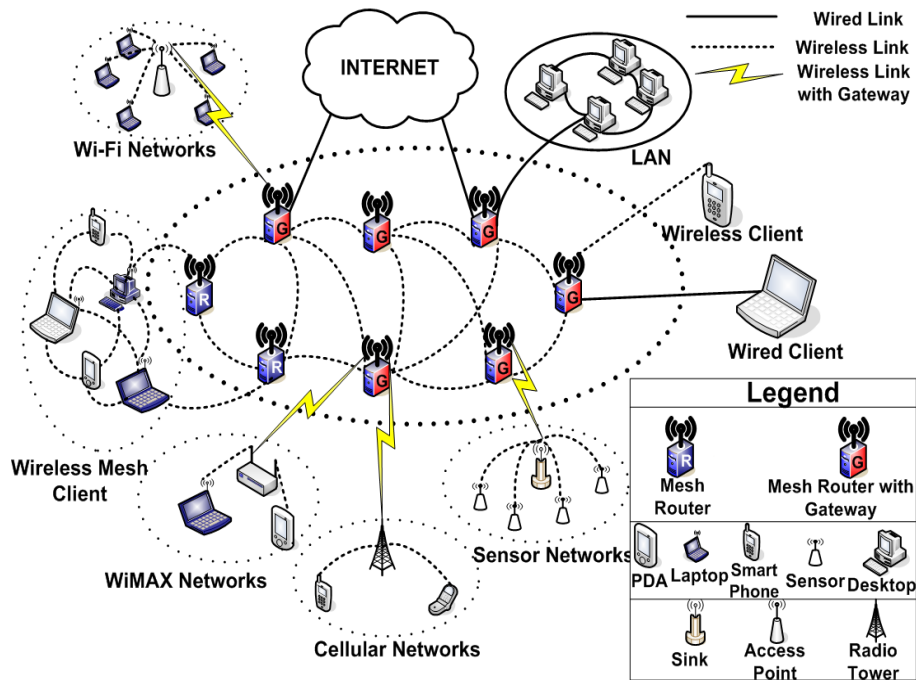 INTERNET
Wired Link
Wireless Link
Wireless Link
with Gateway
Wi-Fi Networks
LAN
Wireless Client
G
G
G
R
G
Wired Client
R
G
G
Wireless Mesh
Client
WiMAX Networks
Cellular Networks
Sensor Networks
Legend
R
G
Mesh
Router
Mesh Router with
Gateway
PDA
Laptop
Smart
Phone
Sensor
Desktop
Sink
Access
Point
Radio
Tower